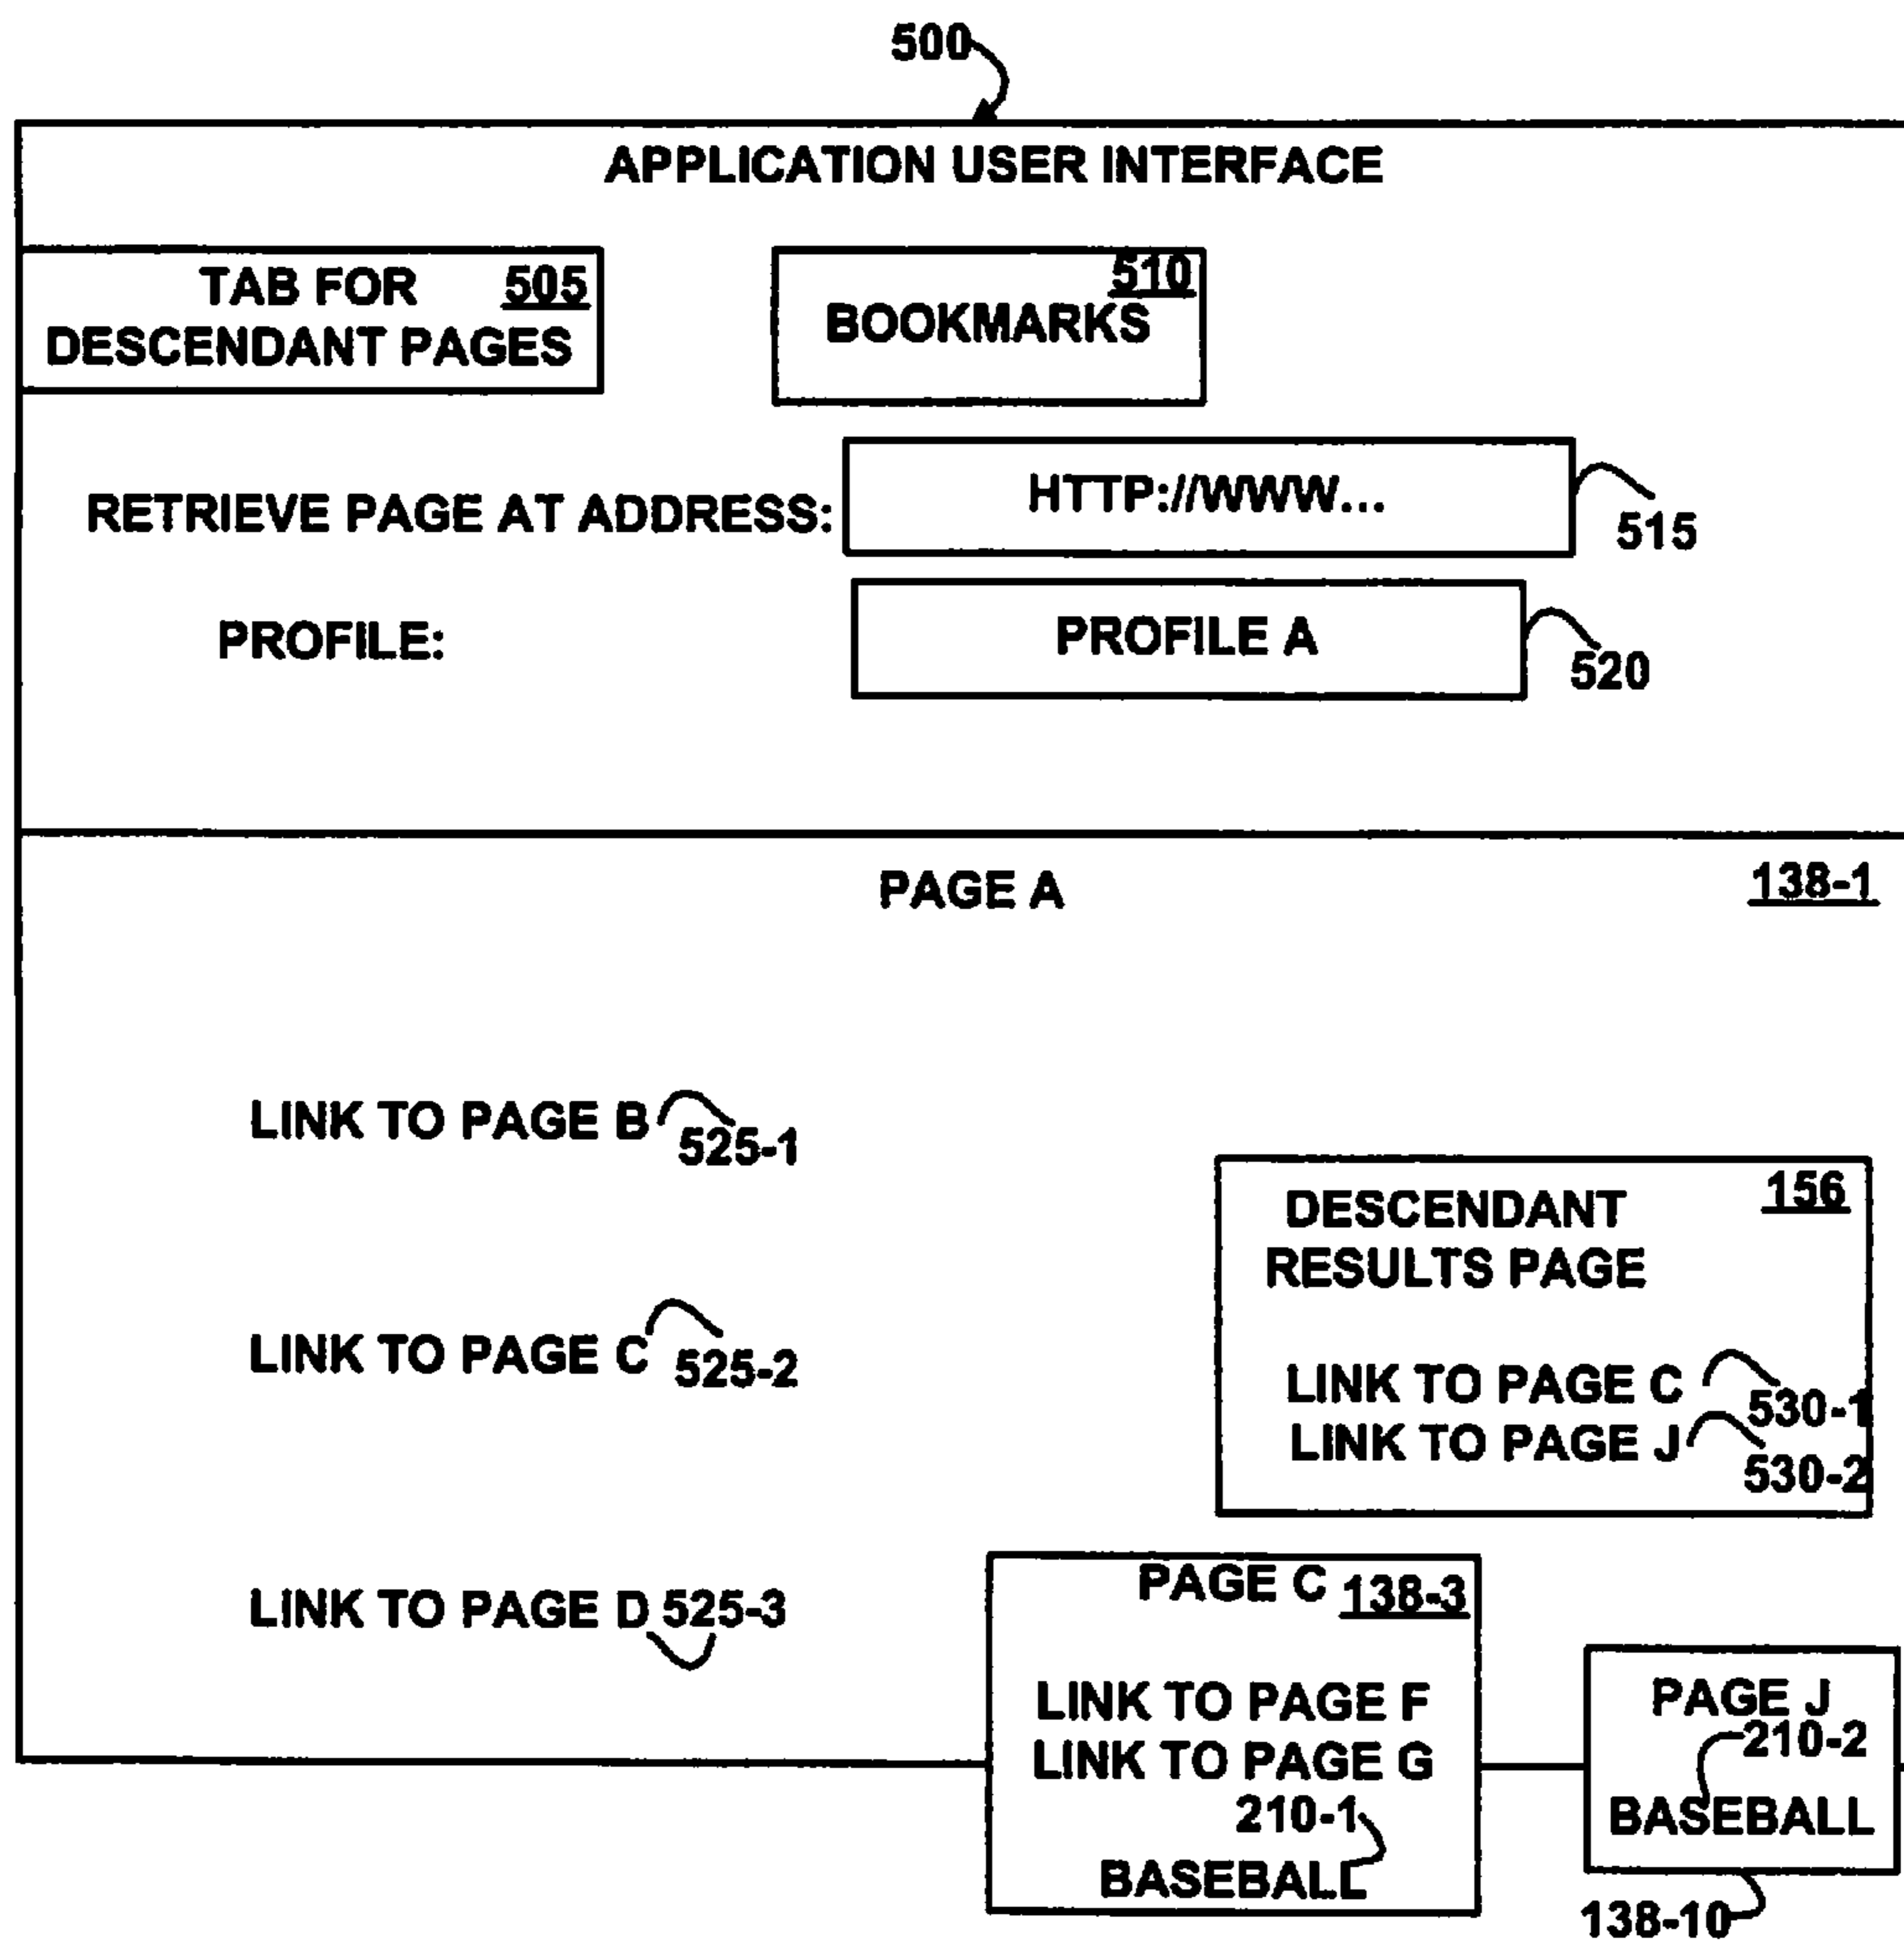 500
APPLICATION USER INTERFACE
TAB FOR 505
DESCENDANT PAGES
510
BOOKMARKS
RETRIEVE PAGE AT ADDRESS: HTTP://WWW...
515
PROFILE: PROFILE A
520
PAGE A 138-1
LINK TO PAGE B
525-1
LINK TO PAGE C
525-2
LINK TO PAGE D 525-3
156
DESCENDANT
RESULTS PAGE
LINK TO PAGE C
530-1
LINK TO PAGE J
530-2
PAGE C 138-3
LINK TO PAGE F
LINK TO PAGE G
210-1
BASEBALL
PAGE J
210-2
BASEBALL
138-10